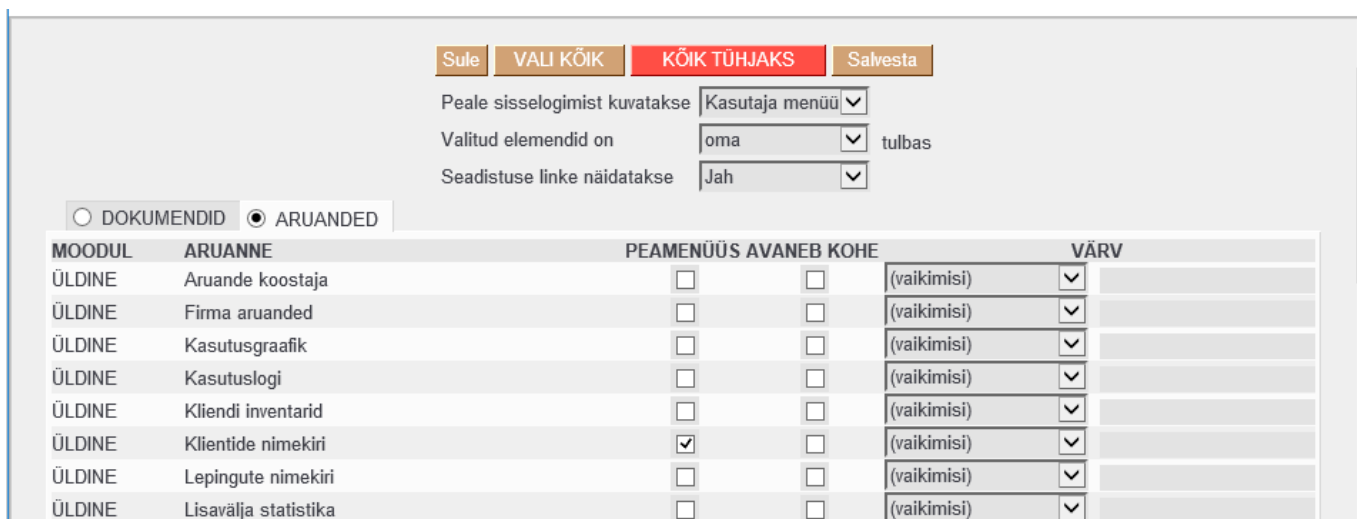 Sule VALI KÕIK KÕIK TÜHJAKS Salvesta
Peale sisselogimist kuvatakse Kasutaja menüü
Valitud elemendid on oma tulbas
Seadistuse linke näidatakse Jah
DOKUMENDID ARUANDED
MOODUL ARUANNE PEAMENÜÜS AVANEB KOHE VÄRV
ÜLDINE Aruande koostaja (vaikimisi)
ÜLDINE Firma aruanded (vaikimisi)
ÜLDINE Kasutusgraafik (vaikimisi)
ÜLDINE Kasutuslogi (vaikimisi)
ÜLDINE Kliendi inventarid (vaikimisi)
ÜLDINE Klientide nimekiri (vaikimisi)
ÜLDINE Lepingute nimekiri (vaikimisi)
ÜLDINE Lisavälja statistika (vaikimisi)